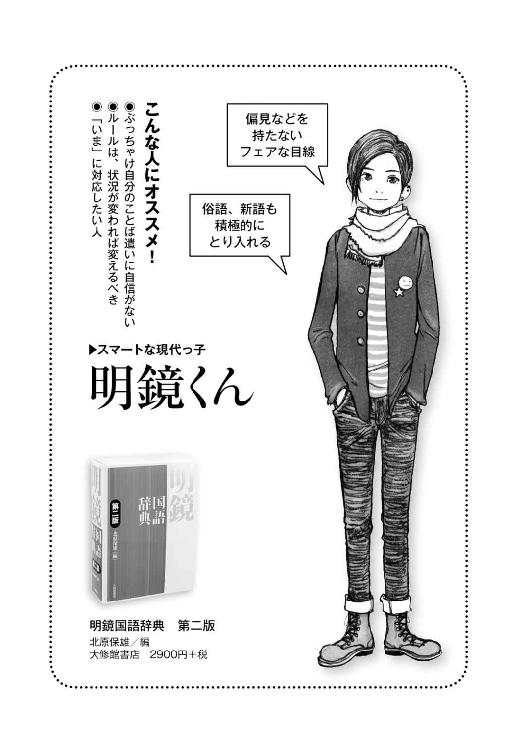 こんな人にオススメ!
●ぶっちゃけ自分のことば遣いに自信がない
●ルールは、状況が変われば変えるべき
●「いま」に対応したい人
偏見などを
持たない
フェアな目線
俗語、新語も
積極的に
とり入れる
▶スマートな現代っ子
明鏡くん
明鏡
国語
辞典
第二版
北原保雄 編
明鏡国語辞典 第二版
北原保雄/編
大修館書店 2900円+税